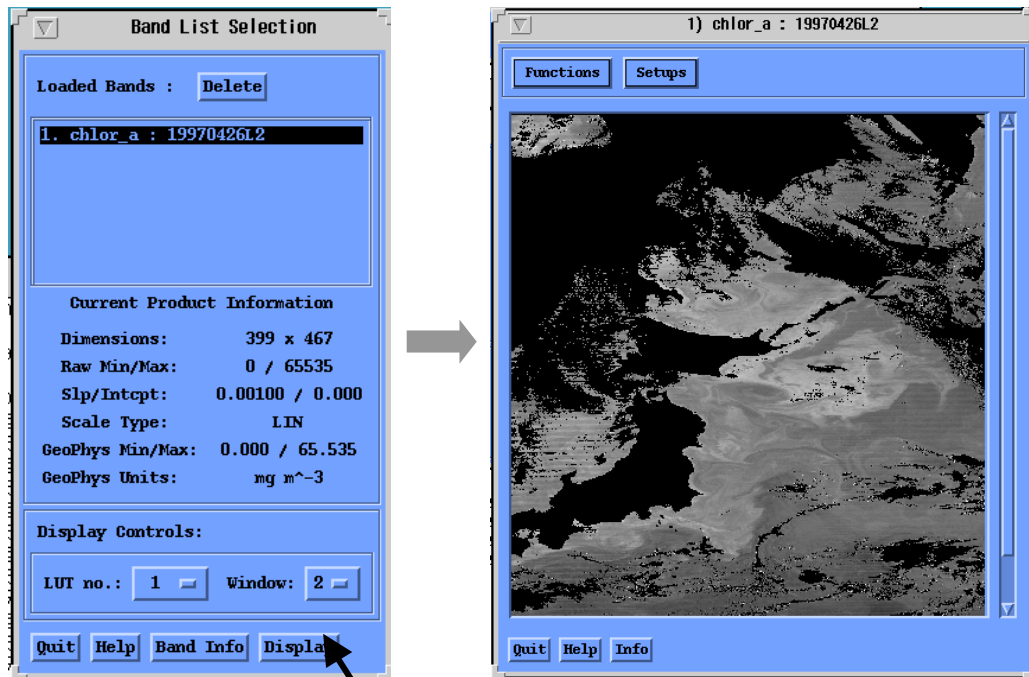 Band List Selection
Loaded Bands : Delete
1. chlor_a : 19970426L2
Current Product Information
Dimensions: 399 x 467
Raw Min/Max: 0 / 65535
Slp/Intcpt: 0.00100 / 0.000
Scale Type: LIN
GeoPhys Min/Max: 0.000 / 65.535
GeoPhys Units: mg m^-3
Display Controls:
LUT no.: 1 Window: 2
Quit Help Band Info Display
1) chlor_a : 19970426L2
Functions Setups
Quit Help Info